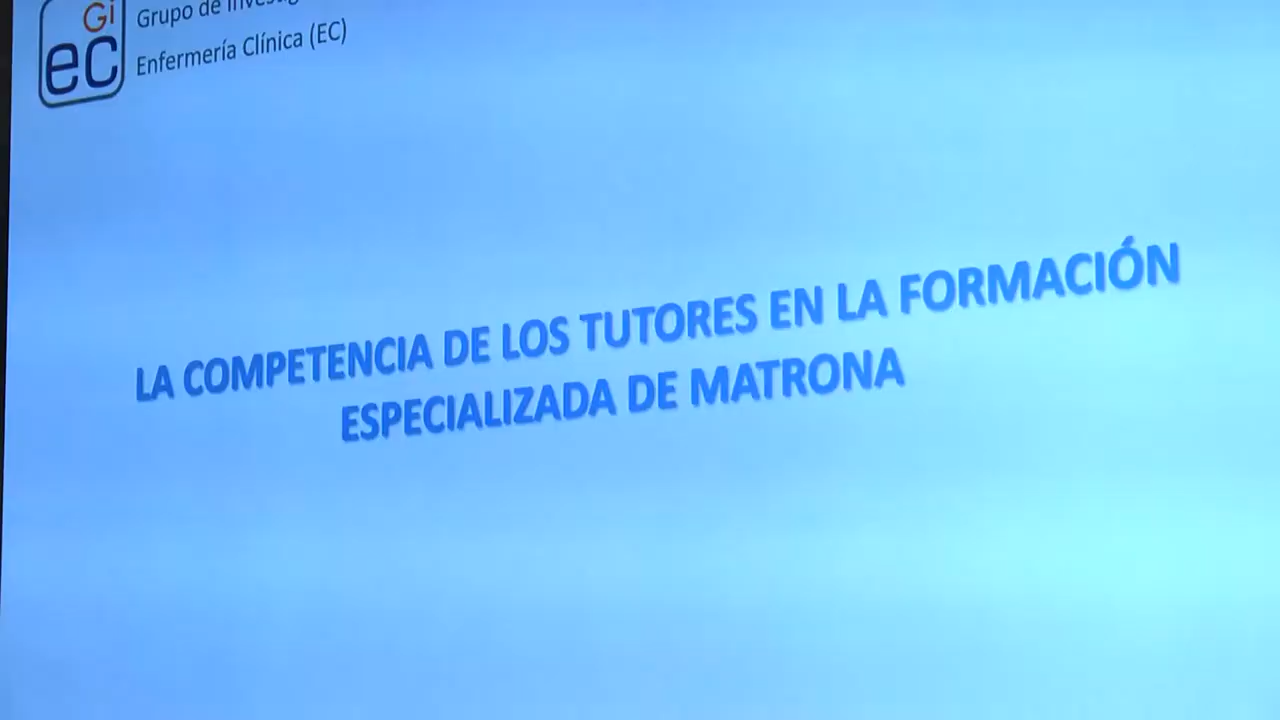 Gi
ec
Grupo de
Enfermería Clínica (EC)
LA COMPETENCIA DE LOS TUTORES EN LA FORMACIÓN
ESPECIALIZADA DE MATRONA